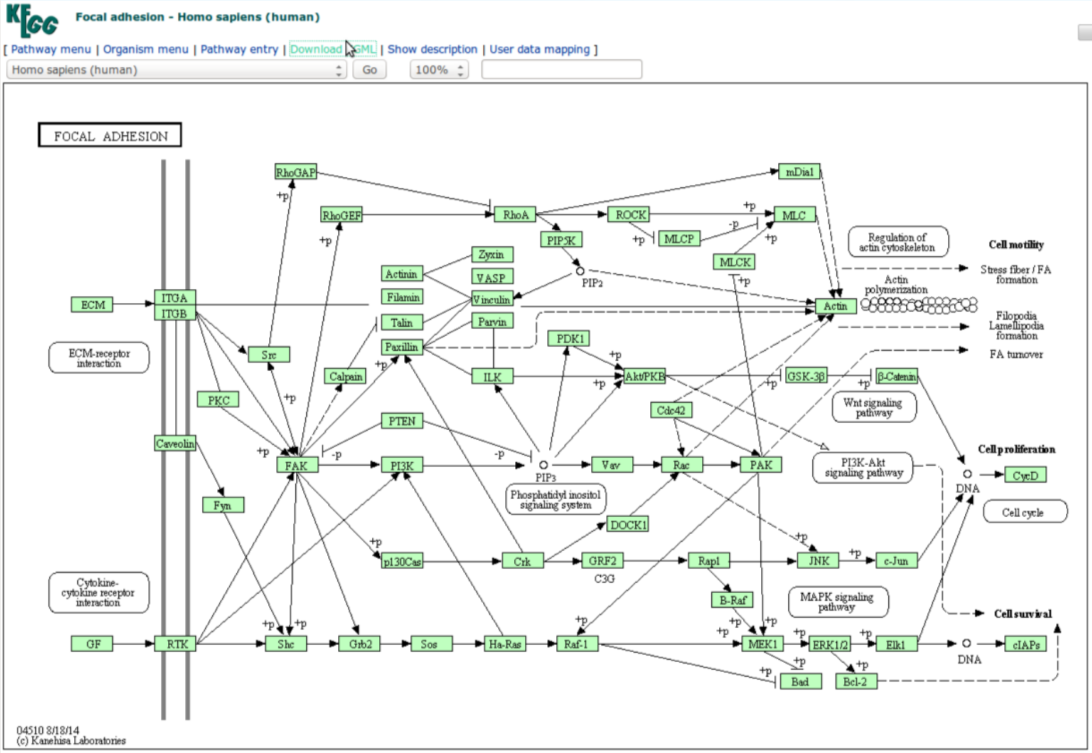 KEGG
Focal adhesion - Homo sapiens (human)
[ Pathway menu | Organism menu | Pathway entry | Download KGML | Show description | User data mapping ]
Homo sapiens (human) Go 100%
FOCAL ADHESION
RhoGAP mDia1
+p
RhoGEF RhoA ROCK +p MLC
+p -p
PIP5K +p MLCP +p
Regulation of
actin cytoskeleton
Cell motility
Zyxin MLCK
Actinin VASP PIP2 +p
Stress fiber / FA
formation
Actin
polymerization
Filamin Vinculin Actin
ECM ITGA
ITGB
Talin Parvin
Filopodia
Lamellipodia
formation
ECM-receptor
interaction
Src Paxillin PDK1 FA turnover
+p +p
Calpain ILK +p Akt/PKB +p GSK-3β +p β-Catenin
PKC +p
Cdc42
Wnt signaling
pathway
PTEN
Caveolin +p -p -p
Cell proliferation
FAK PI3K PIP3 Vav Rac PAK
PI3K-Akt
signaling pathway
DNA CycD
Phosphatidyl inositol
signaling system
Fyn Cell cycle
DOCK1
+p +p
p130Cas Crk GRF2 Rap1 JNK +p c-Jun
C3G
Cytokine-
cytokine receptor
interaction
B-Raf
MAPK signaling
pathway
Cell survival
+p +p +p +p +p
GF RTK Shc Grb2 Sos Ha-Ras Raf-1 +p MEK1 +p ERK1/2 +p Elk1 DNA cIAPs
+p +p
Bad Bcl-2
04510 8/18/14
(c) Kanehisa Laboratories